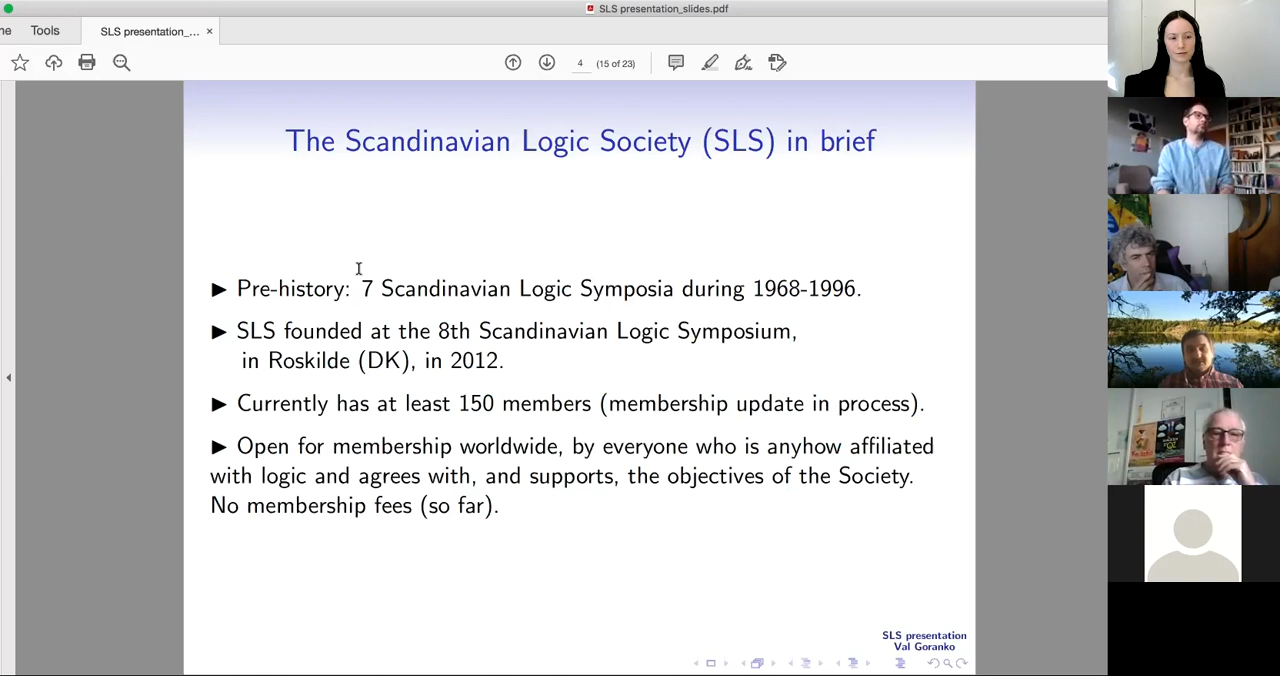 SLS presentation_slides.pdf
ne
Tools
SLS presentation_... ×
4 (15 of 23)
The Scandinavian Logic Society (SLS) in brief
▶ Pre-history: 7 Scandinavian Logic Symposia during 1968-1996.
▶ SLS founded at the 8th Scandinavian Logic Symposium,
in Roskilde (DK), in 2012.
▶ Currently has at least 150 members (membership update in process).
▶ Open for membership worldwide, by everyone who is anyhow affiliated
with logic and agrees with, and supports, the objectives of the Society.
No membership fees (so far).
SLS presentation
Val Goranko